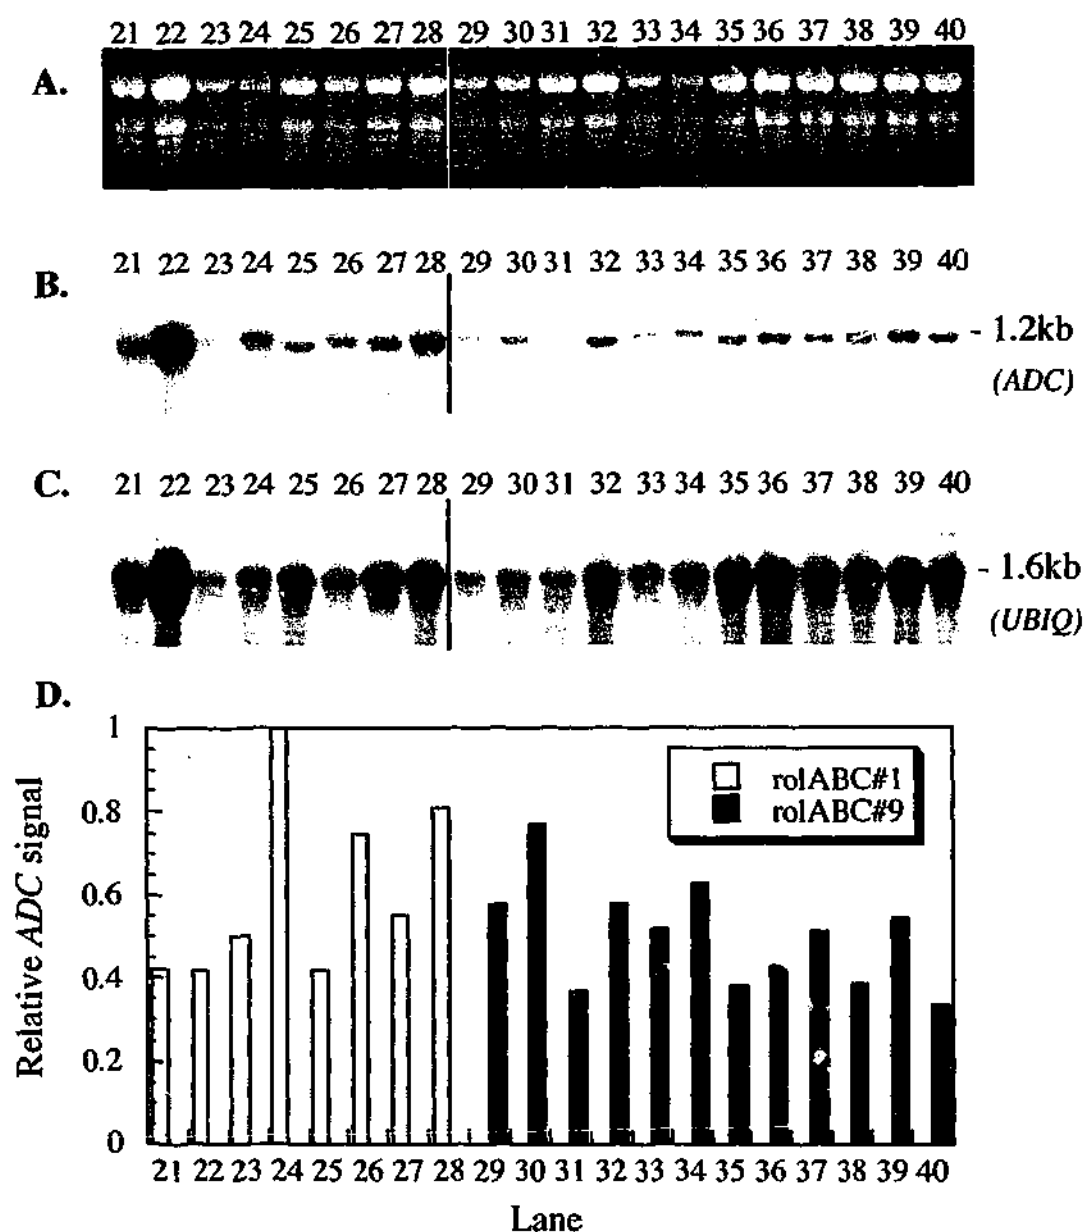 21 22 23 24 25 26 27 28 29 30 31 32 33 34 35 36 37 38 39 40
A.
21 22 23 24 25 26 27 28 29 30 31 32 33 34 35 36 37 38 39 40
B.
- 1.2kb
(ADC)
C.
21 22 23 24 25 26 27 28 29 30 31 32 33 34 35 36 37 38 39 40
- 1.6kb
(UBIQ)
D.
1
0.8
0.6
0.4
0.2
0
Relative ADC signal
rolABC#1
rolABC#9
21 22 23 24 25 26 27 28 29 30 31 32 33 34 35 36 37 38 39 40
Lane